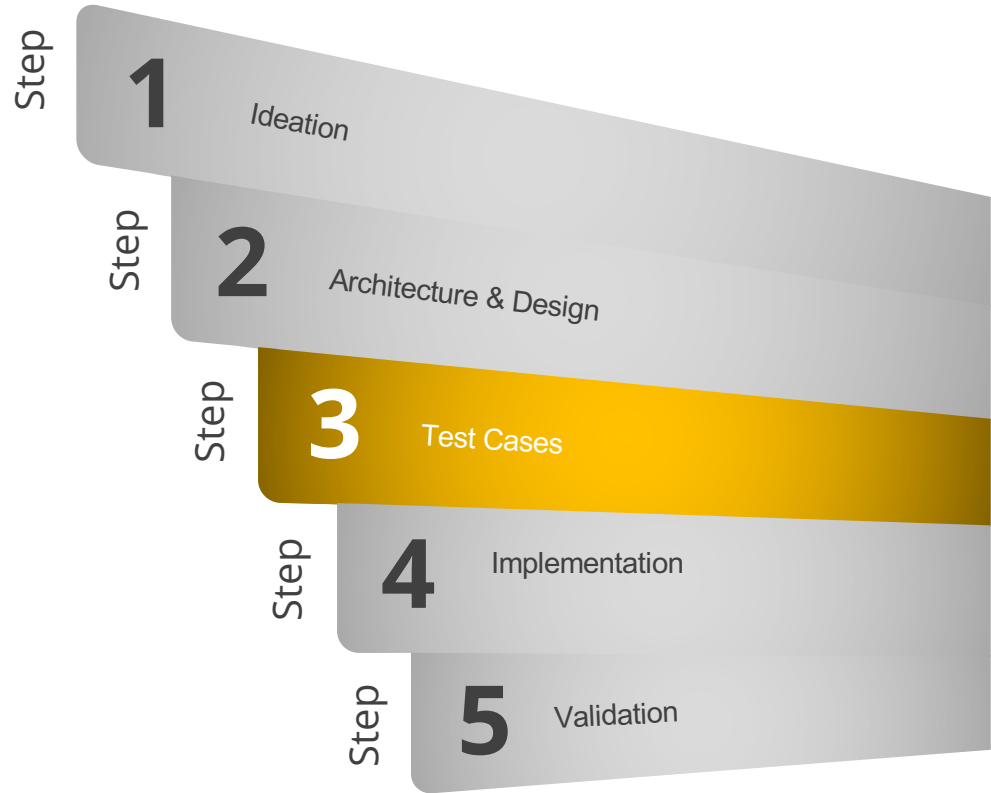 Step 1 Ideation
Step 2 Architecture & Design
Step 3 Test Cases
Step 4 Implementation
Step 5 Validation